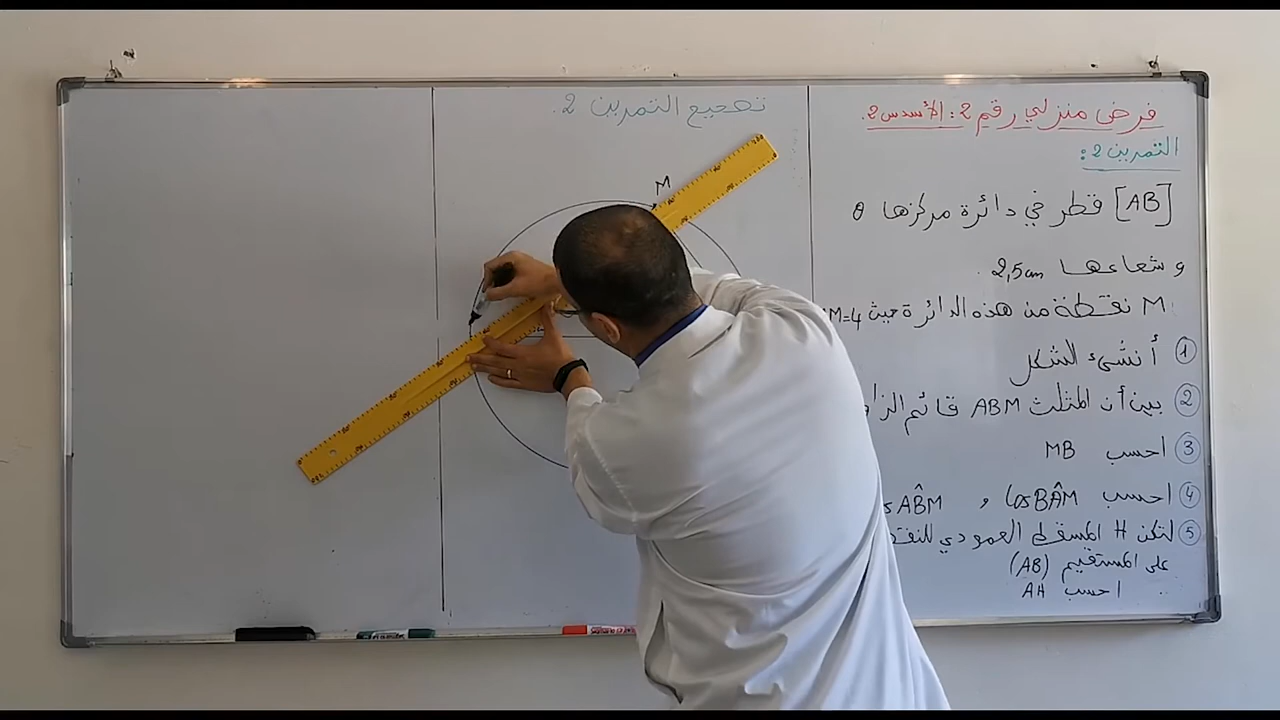 فرض منزلي رقم 2: الأسدس 2.
التمرين 2:
[AB] قطر في دائرة مركزها θ
و شعاعها 2,5cm.
M نقطة من هذه الدائرة حيث M=4
① أنشئ الشكل
② بين أن المثلث ABM قائم الزاو
③ احسب MB
④ احسب cos BÂM , s AB̂M
⑤ لتكن H المسقط العمودي للنقط
على المستقيم (AB)
احسب AH
تصحيح التمرين 2.
M